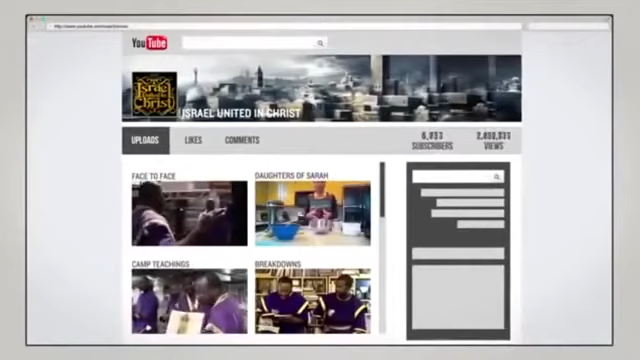 YouTube
Israel
United In
Christ
ISRAEL UNITED IN CHRIST
UPLOADS
LIKES
COMMENTS
SUBSCRIBERS
VIEWS
FACE TO FACE
DAUGHTERS OF SARAH
CAMP TEACHINGS
BREAKDOWNS